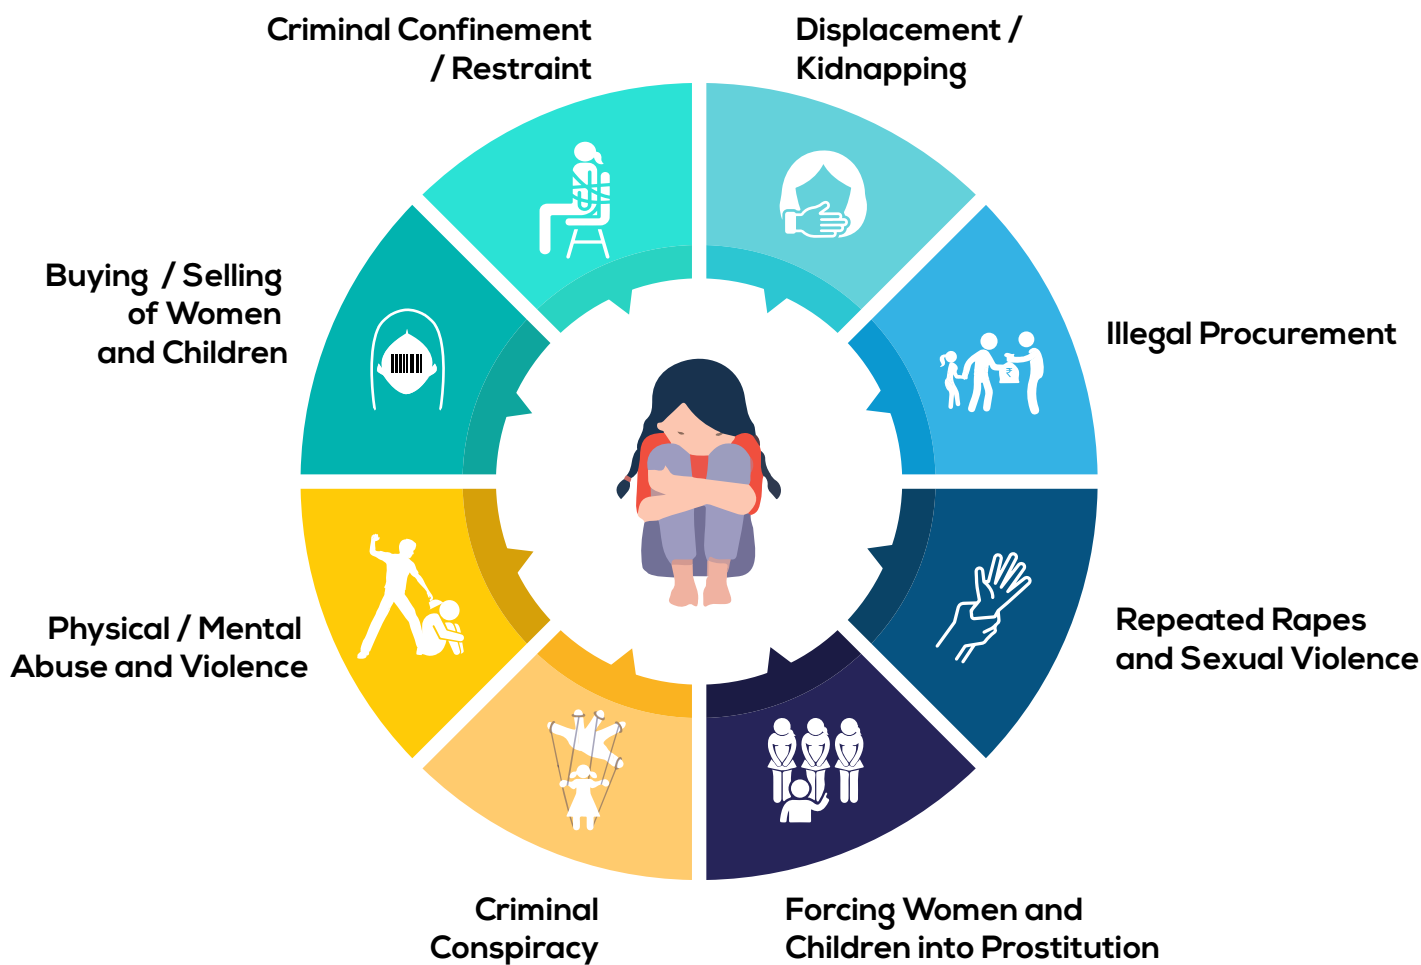 Criminal Confinement
/ Restraint
Displacement /
Kidnapping
Illegal Procurement
Repeated Rapes
and Sexual Violence
Forcing Women and
Children into Prostitution
Criminal
Conspiracy
Physical / Mental
Abuse and Violence
Buying / Selling
of Women
and Children
₹